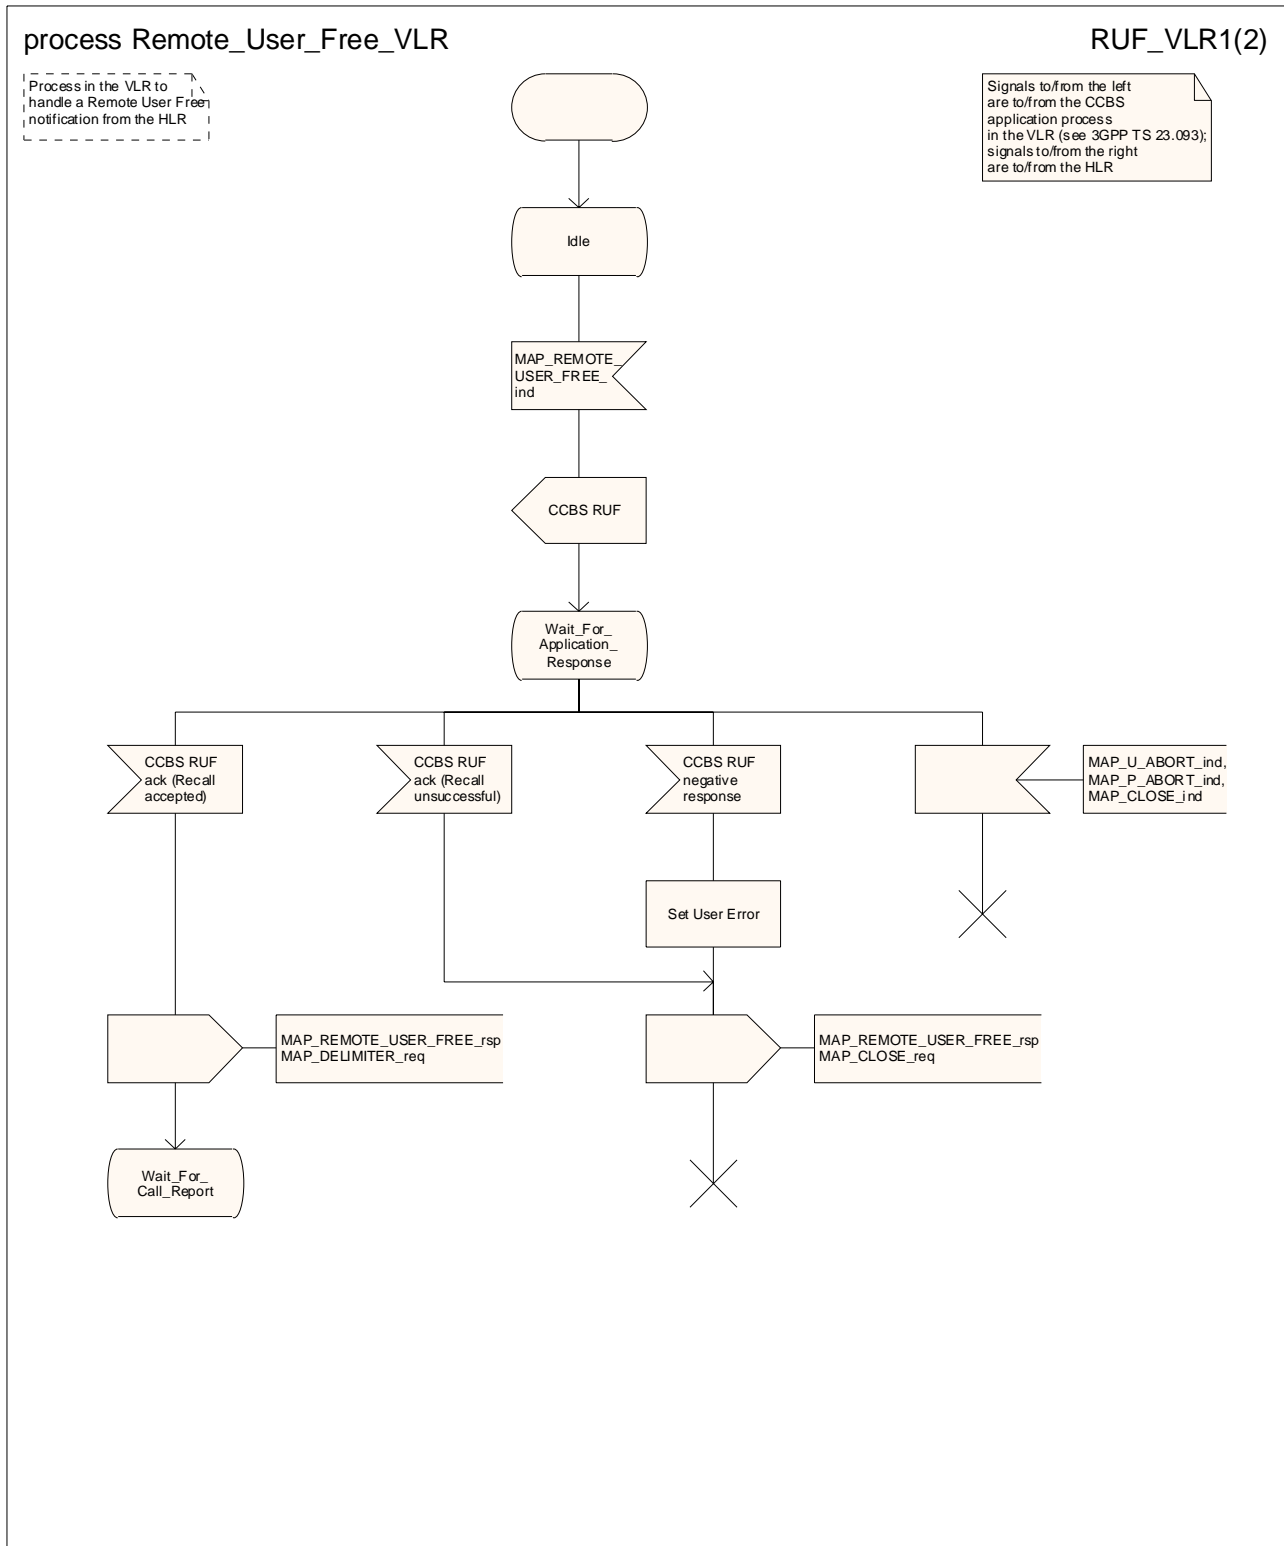 process Remote_User_Free_VLR
RUF_VLR1(2)
Process in the VLR to
handle a Remote User Free
notification from the HLR
Signals to/from the left
are to/from the CCBS
application process
in the VLR (see 3GPP TS 23.093);
signals to/from the right
are to/from the HLR
Idle
MAP_REMOTE_
USER_FREE_
ind
CCBS RUF
Wait_For_
Application_
Response
CCBS RUF
ack (Recall
accepted)
CCBS RUF
ack (Recall
unsuccessful)
CCBS RUF
negative
response
MAP_U_ABORT_ind,
MAP_P_ABORT_ind,
MAP_CLOSE_ind
Set User Error
MAP_REMOTE_USER_FREE_rsp
MAP_DELIMITER_req
MAP_REMOTE_USER_FREE_rsp
MAP_CLOSE_req
Wait_For_
Call_Report